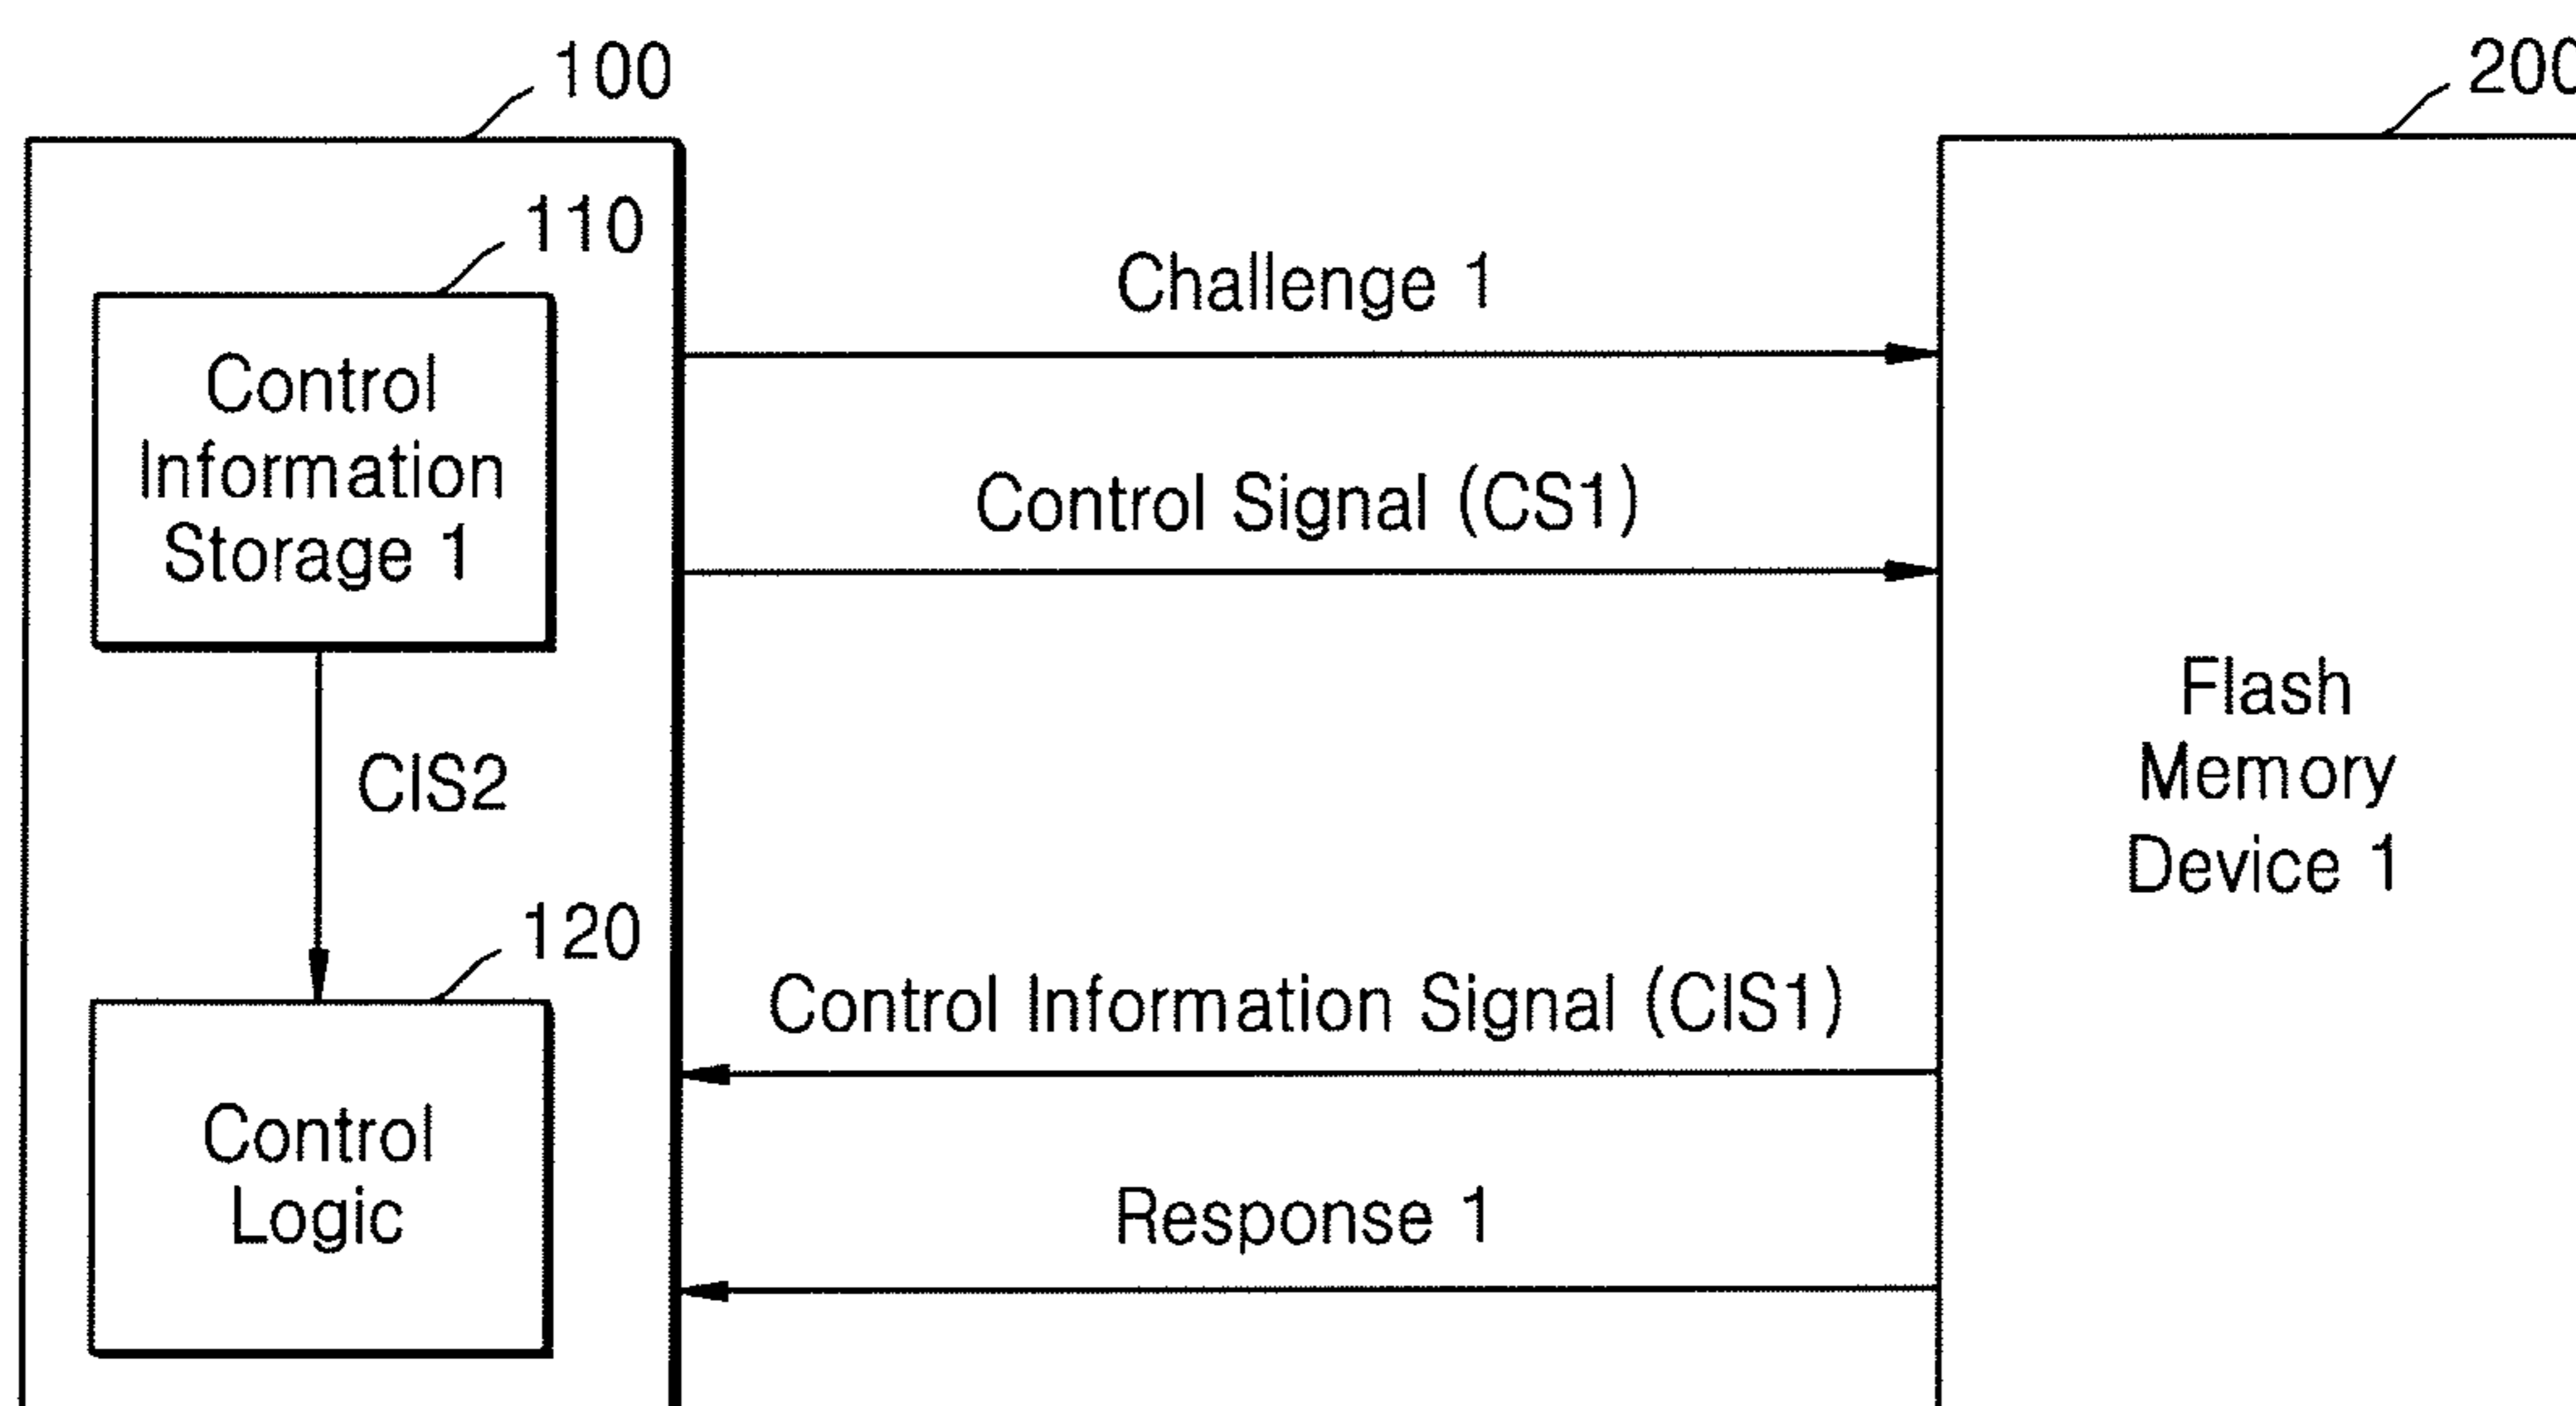 100
200
110
Challenge 1
Control
Information
Storage 1
Control Signal (CS1)
CIS2
Flash
Memory
Device 1
120
Control Information Signal (CIS1)
Control
Logic
Response 1